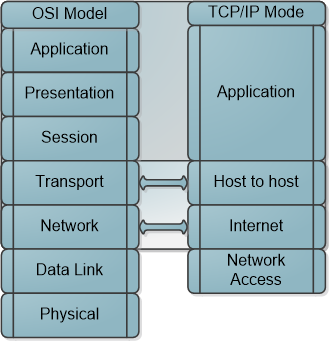 OSI Model
Application
Presentation
Session
Transport
Network
Data Link
Physical
TCP/IP Mode
Application
Host to host
Internet
Network
Access